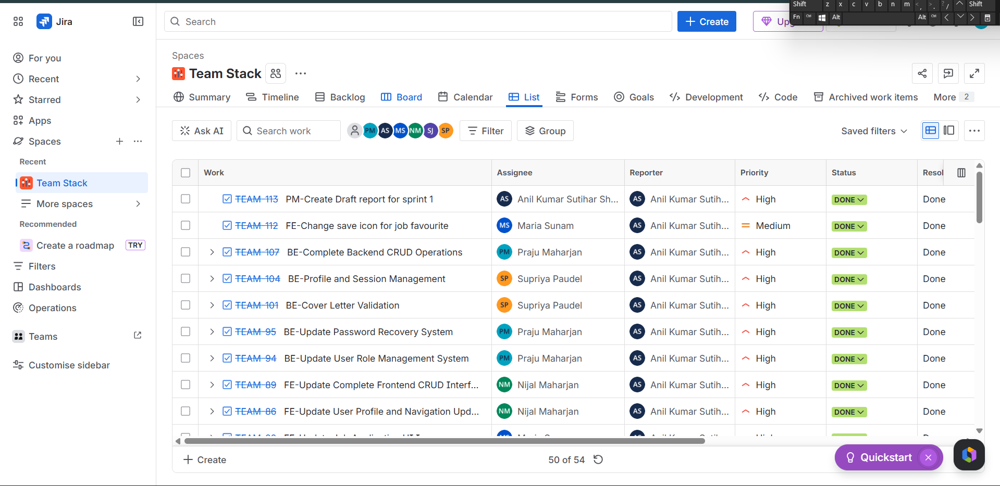 Shift z x c v b n m < , > . ? / Shift
Fn Ctrl Alt Alt Ctrl
Jira
Search
Create
For you
Recent
Starred
Apps
Spaces
Recent
Team Stack
More spaces
Recommended
Create a roadmap TRY
Filters
Dashboards
Operations
Teams
Customise sidebar
Spaces
Team Stack
Summary Timeline Backlog Board Calendar List Forms Goals Development Code Archived work items More 2
Ask AI Search work PM AS MS NM SJ SP Filter Group Saved filters
Work Assignee Reporter Priority Status Resol
TEAM-113 PM-Create Draft report for sprint 1 AS Anil Kumar Sutihar Sh... AS Anil Kumar Sutih... High DONE Done
TEAM-112 FE-Change save icon for job favourite MS Maria Sunam AS Anil Kumar Sutih... Medium DONE Done
TEAM-107 BE-Complete Backend CRUD Operations PM Praju Maharjan AS Anil Kumar Sutih... High DONE Done
TEAM-104 BE-Profile and Session Management SP Supriya Paudel AS Anil Kumar Sutih... High DONE Done
TEAM-101 BE-Cover Letter Validation SP Supriya Paudel AS Anil Kumar Sutih... High DONE Done
TEAM-95 BE-Update Password Recovery System PM Praju Maharjan AS Anil Kumar Sutih... High DONE Done
TEAM-94 BE-Update User Role Management System PM Praju Maharjan AS Anil Kumar Sutih... High DONE Done
TEAM-89 FE-Update Complete Frontend CRUD Interf... NM Nijal Maharjan AS Anil Kumar Sutih... High DONE Done
TEAM-86 FE-Update User Profile and Navigation Upd... NM Nijal Maharjan AS Anil Kumar Sutih... High DONE Done
Create 50 of 54
Quickstart